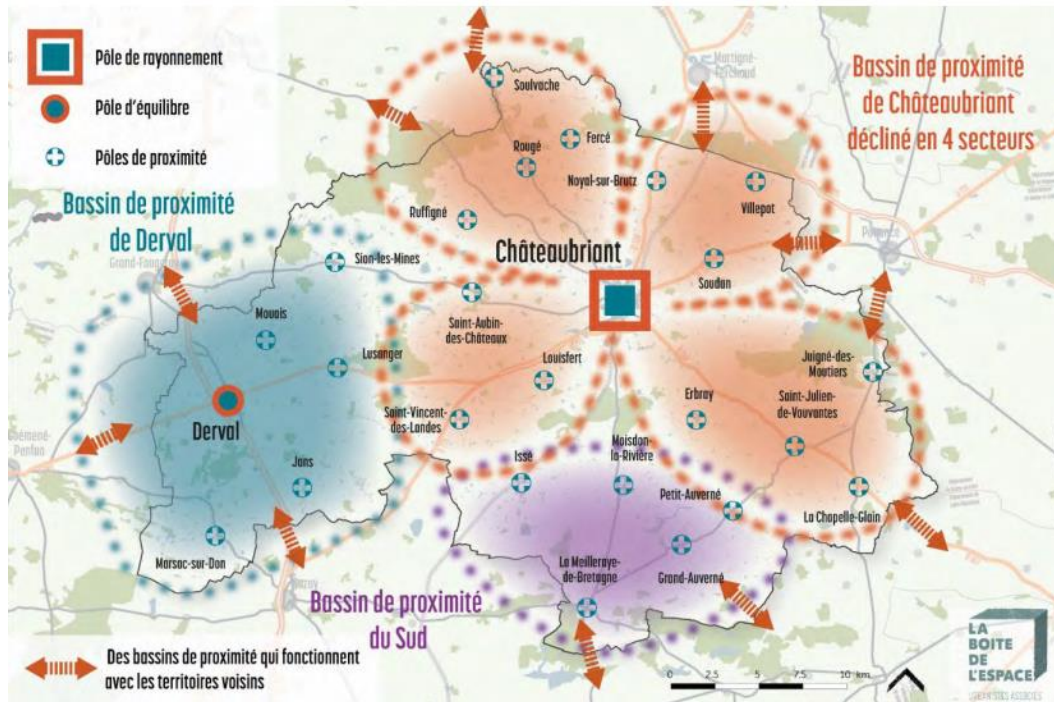 Pôle de rayonnement
Pôle d'équilibre
Pôles de proximité
Bassin de proximité
de Châteaubriant
décliné en 4 secteurs
Bassin de proximité
de Derval
Soulvache
Fercé
Rougé
Noyal-sur-Brutz
Villepot
Ruffigné
Châteaubriant
Soudan
Sion-les-Mines
Mouais
Lusanger
Saint-Aubin-
des-Châteaux
Louisfert
Juigné-des-
Moutiers
Erbray
Saint-Julien-
de-Vouvantes
Saint-Vincent-
des-Landes
Derval
Jans
Issé
Moisdon-
la-Rivière
Petit-Auverné
La Chapelle-Glain
Marsac-sur-Don
La Meilleraye-
de-Bretagne
Grand-Auverné
Bassin de proximité
du Sud
Des bassins de proximité qui fonctionnent
avec les territoires voisins
0 2,5 5 7,5 10 km
LA
BOITE
DE
L'ESPACE